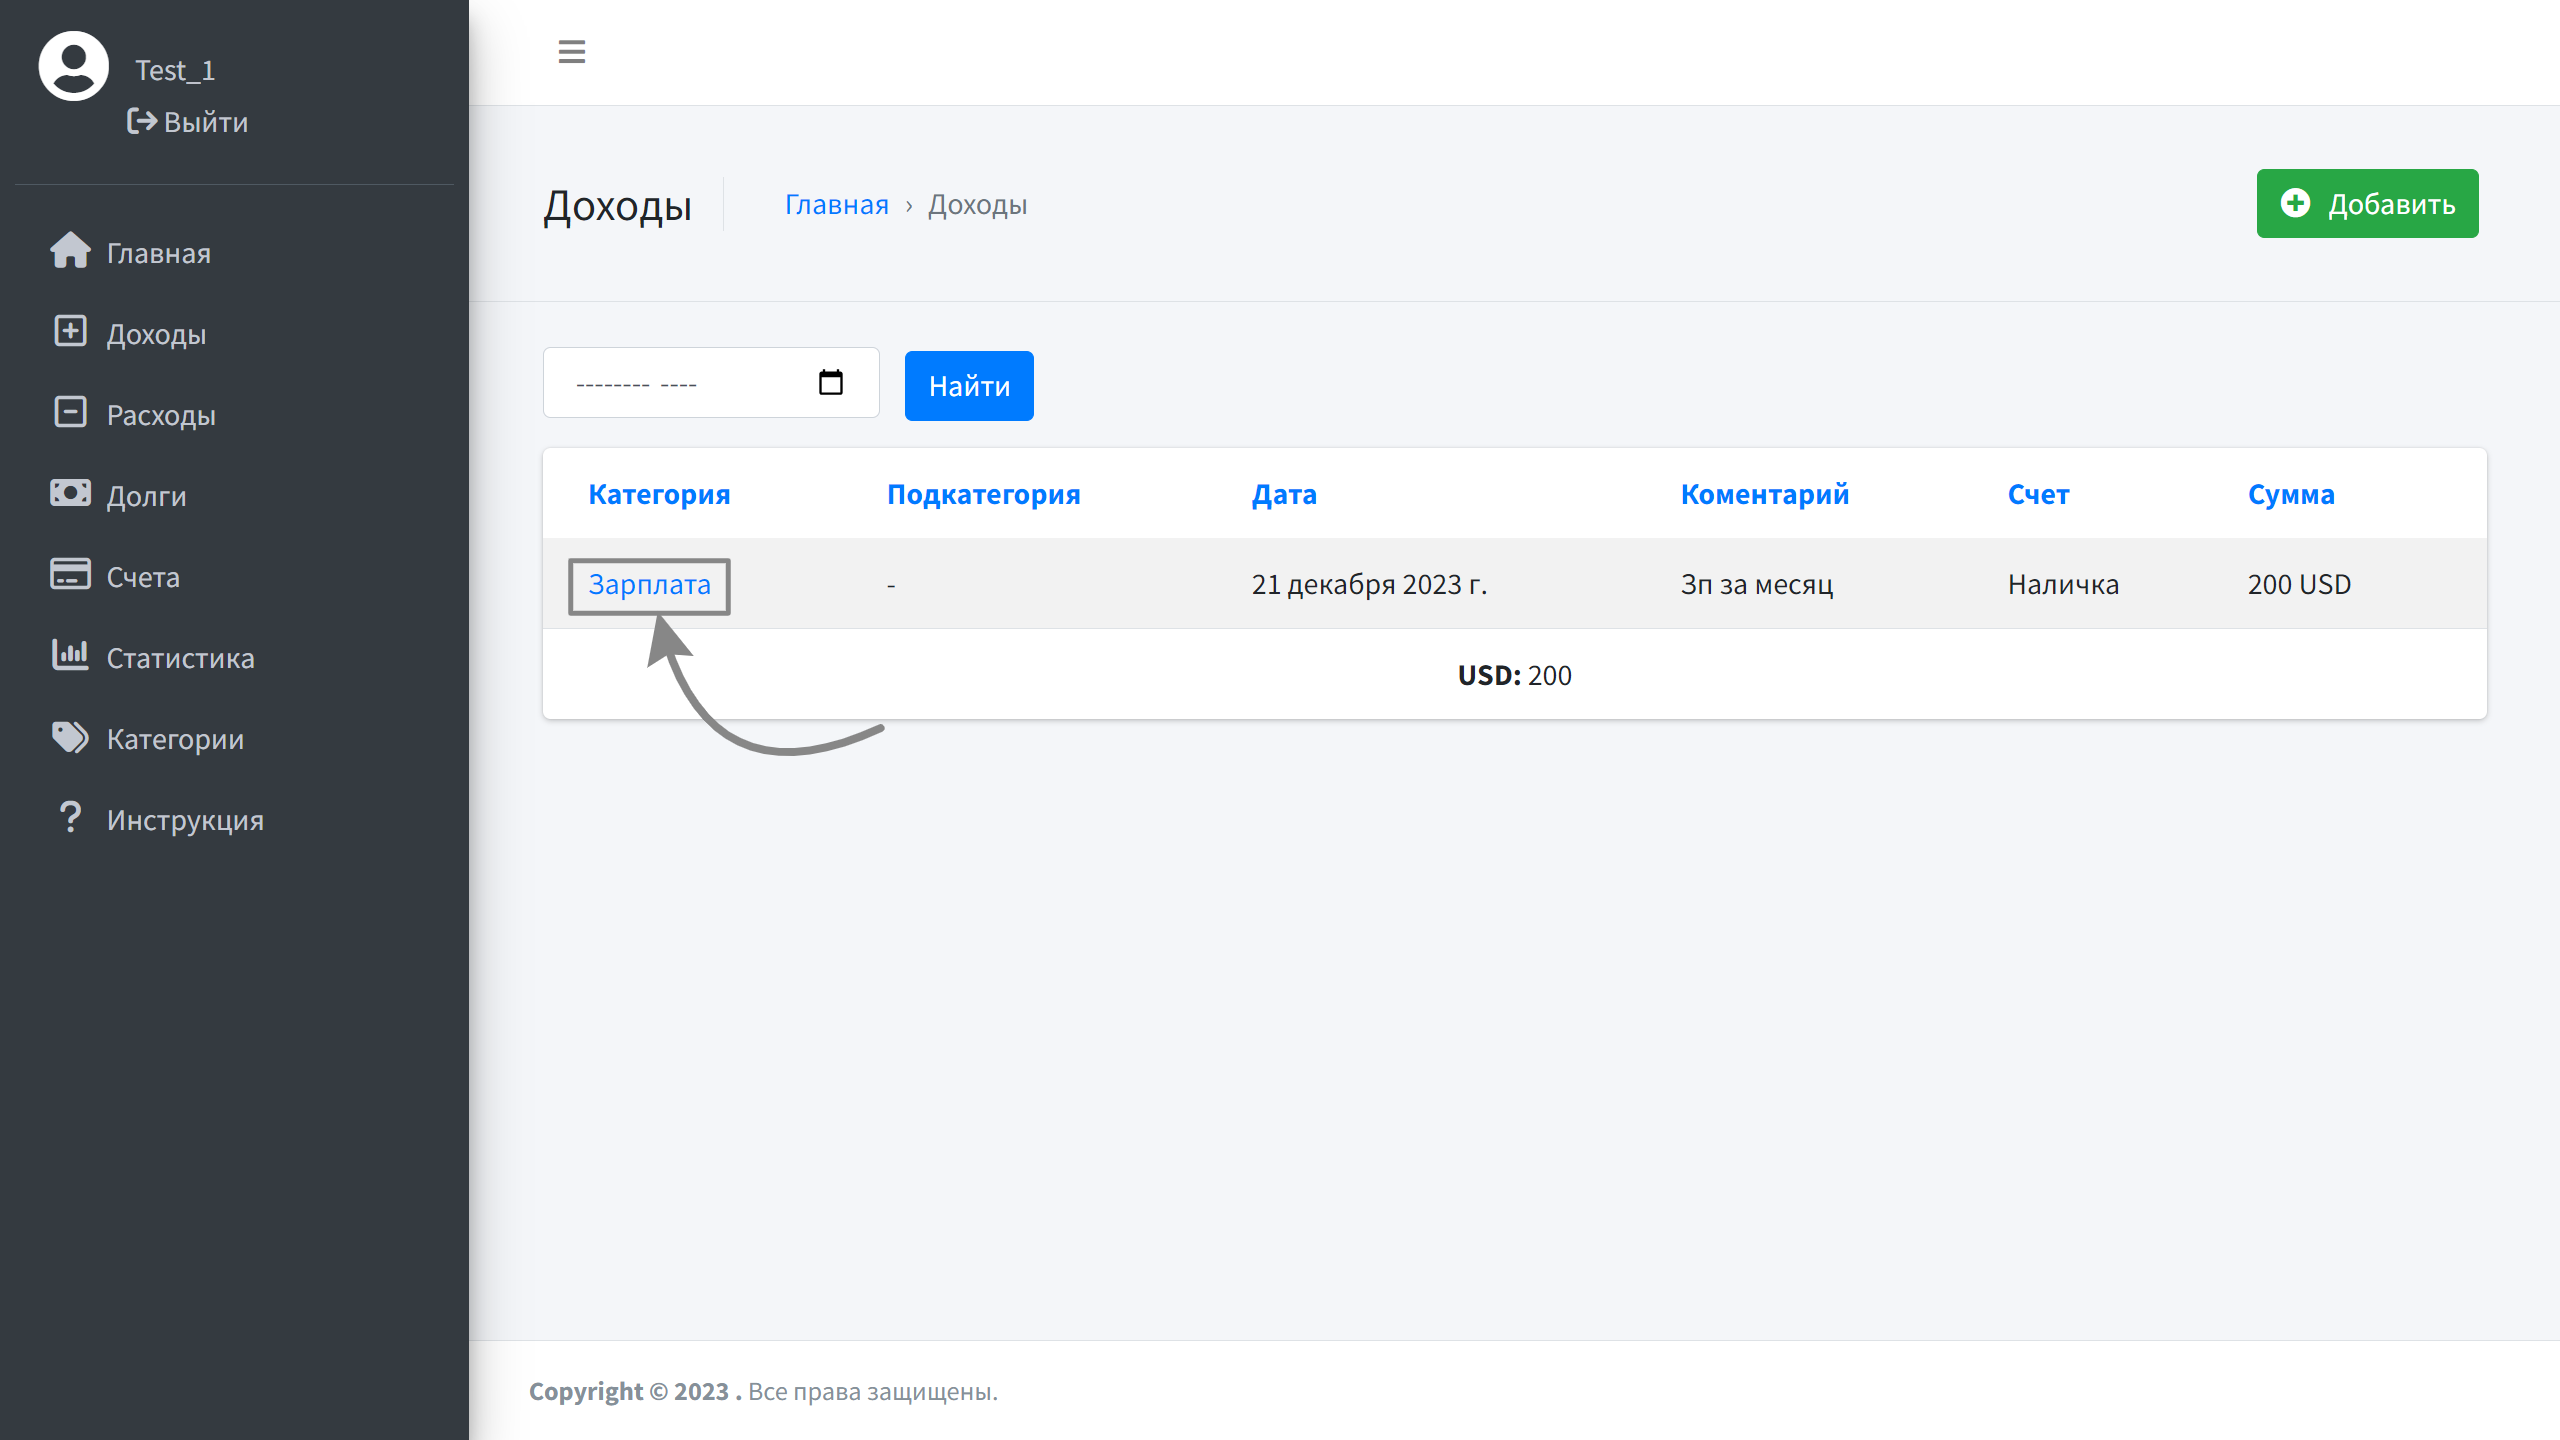 Test_1
Выйти
Главная
Доходы
Расходы
Долги
Счета
Статистика
Категории
Инструкция
Доходы
Главная › Доходы
Добавить
-------- ----
Найти
Категория Подкатегория Дата Коментарий Счет Сумма
Зарплата - 21 декабря 2023 г. Зп за месяц Наличка 200 USD
USD: 200
Copyright © 2023 . Все права защищены.